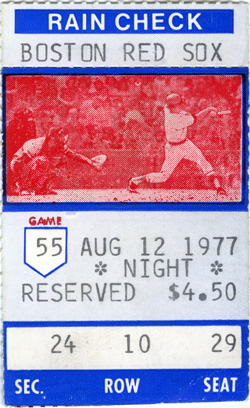 RAIN CHECK
BOSTON RED SOX
GAME
55 AUG 12 1977
* NIGHT *
RESERVED $4.50
24 10 29
SEC. ROW SEAT